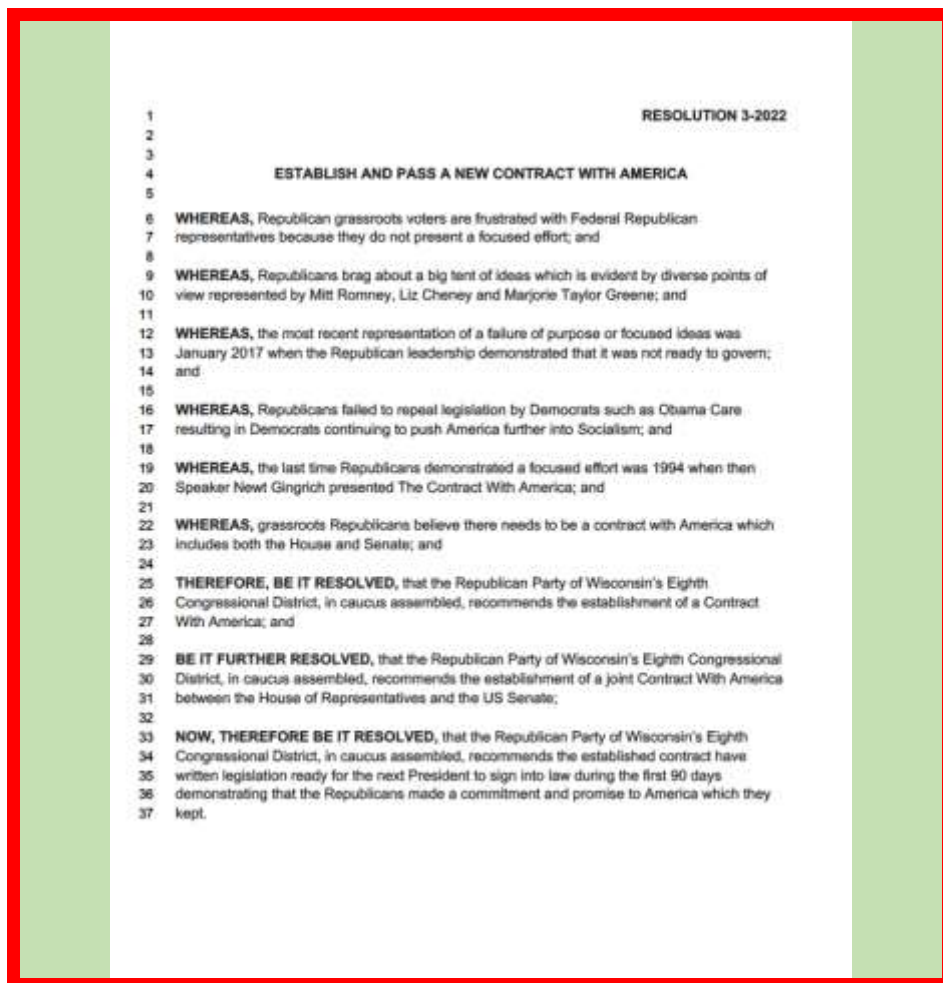 1 RESOLUTION 3-2022
2
3
4 ESTABLISH AND PASS A NEW CONTRACT WITH AMERICA
5
6 WHEREAS, Republican grassroots voters are frustrated with Federal Republican
7 representatives because they do not present a focused effort; and
8
9 WHEREAS, Republicans brag about a big tent of ideas which is evident by diverse points of
10 view represented by Mitt Romney, Liz Cheney and Marjorie Taylor Greene; and
11
12 WHEREAS, the most recent representation of a failure of purpose or focused ideas was
13 January 2017 when the Republican leadership demonstrated that it was not ready to govern;
14 and
15
16 WHEREAS, Republicans failed to repeal legislation by Democrats such as Obama Care
17 resulting in Democrats continuing to push America further into Socialism; and
18
19 WHEREAS, the last time Republicans demonstrated a focused effort was 1994 when then
20 Speaker Newt Gingrich presented The Contract With America; and
21
22 WHEREAS, grassroots Republicans believe there needs to be a contract with America which
23 includes both the House and Senate; and
24
25 THEREFORE, BE IT RESOLVED, that the Republican Party of Wisconsin's Eighth
26 Congressional District, in caucus assembled, recommends the establishment of a Contract
27 With America; and
28
29 BE IT FURTHER RESOLVED, that the Republican Party of Wisconsin's Eighth Congressional
30 District, in caucus assembled, recommends the establishment of a joint Contract With America
31 between the House of Representatives and the US Senate;
32
33 NOW, THEREFORE BE IT RESOLVED, that the Republican Party of Wisconsin's Eighth
34 Congressional District, in caucus assembled, recommends the established contract have
35 written legislation ready for the next President to sign into law during the first 90 days
36 demonstrating that the Republicans made a commitment and promise to America which they
37 kept.